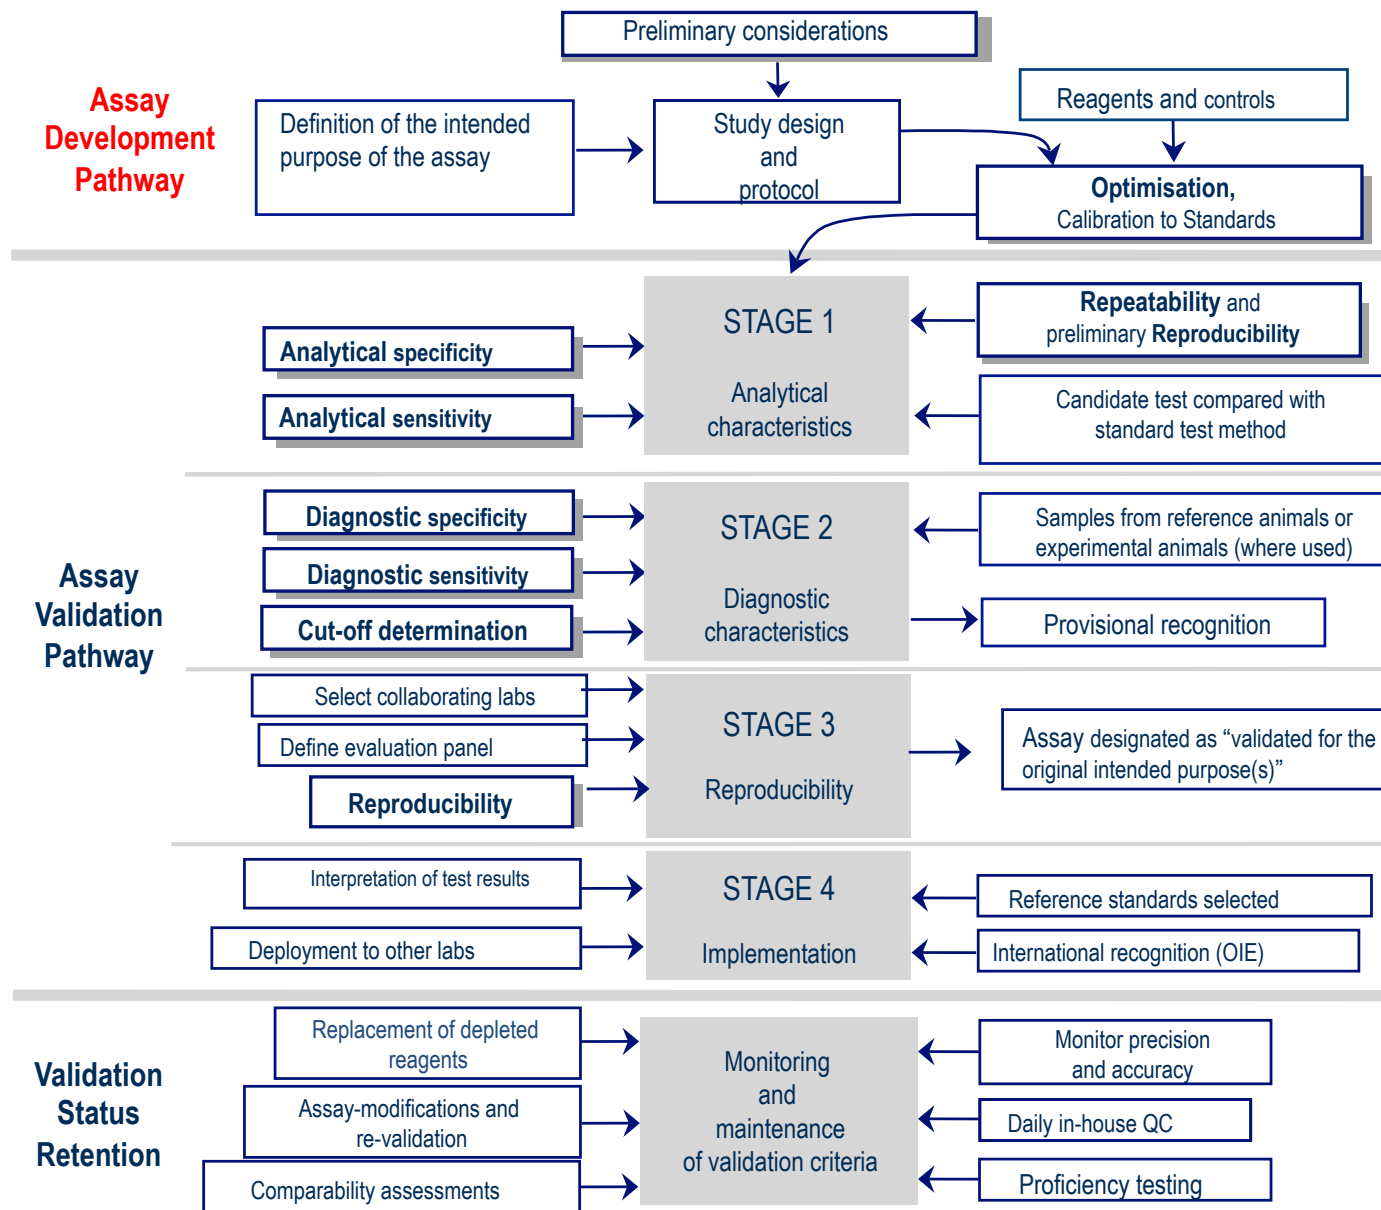 Preliminary considerations
Assay
Development
Pathway
Definition of the intended
purpose of the assay
Study design
and
protocol
Reagents and controls
Optimisation,
Calibration to Standards
Assay
Validation
Pathway
STAGE 1
Analytical
characteristics
Analytical specificity
Analytical sensitivity
Repeatability and
preliminary Reproducibility
Candidate test compared with
standard test method
STAGE 2
Diagnostic
characteristics
Diagnostic specificity
Diagnostic sensitivity
Cut-off determination
Samples from reference animals or
experimental animals (where used)
Provisional recognition
STAGE 3
Reproducibility
Select collaborating labs
Define evaluation panel
Reproducibility
Assay designated as “validated for the
original intended purpose(s)”
STAGE 4
Implementation
Interpretation of test results
Deployment to other labs
Reference standards selected
International recognition (OIE)
Validation
Status
Retention
Replacement of depleted
reagents
Assay-modifications and
re-validation
Comparability assessments
Monitoring
and
maintenance
of validation criteria
Monitor precision
and accuracy
Daily in-house QC
Proficiency testing